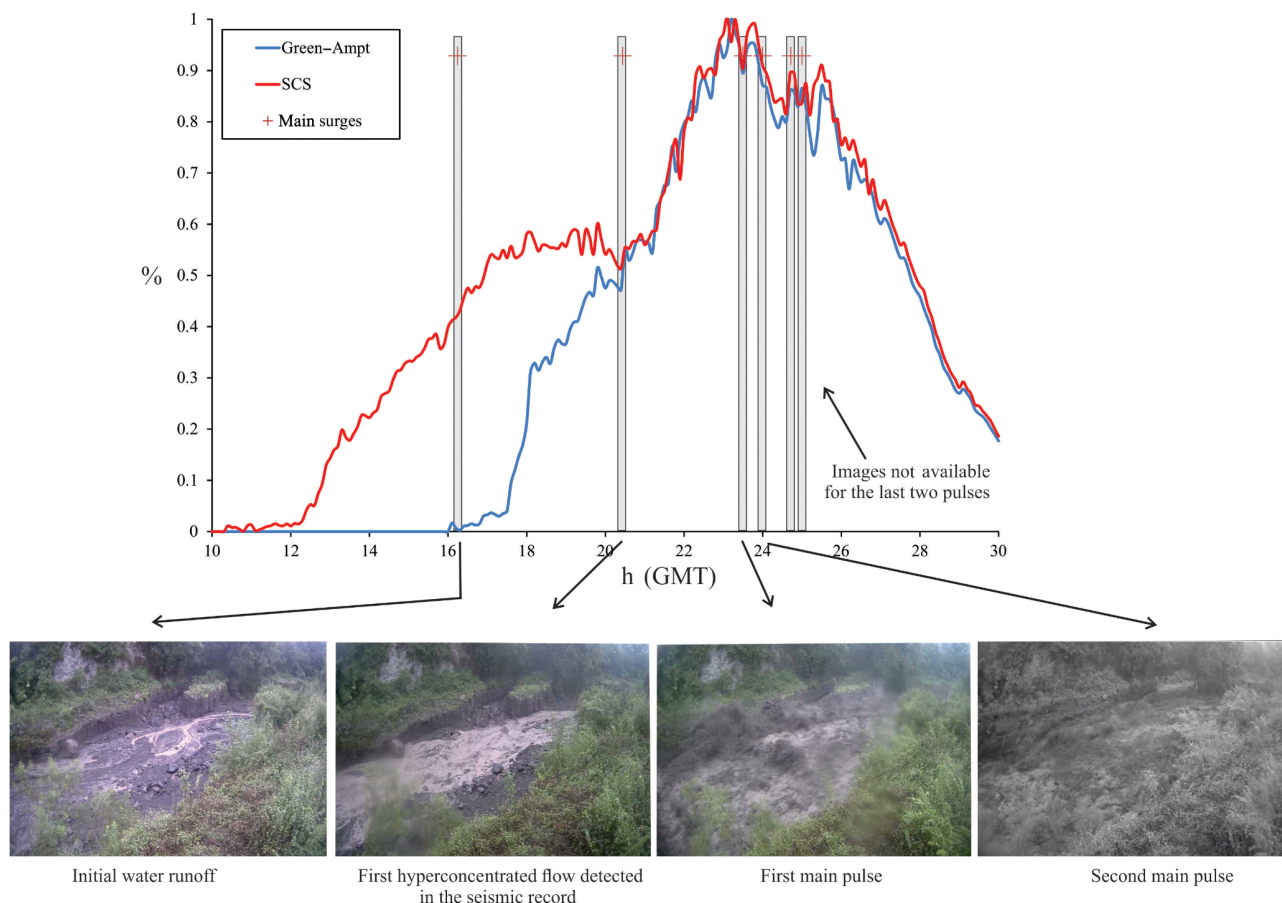 Green–Ampt
SCS
Main surges
%
1
0.9
0.8
0.7
0.6
0.5
0.4
0.3
0.2
0.1
0
10
12
14
16
18
20
22
24
26
28
30
h (GMT)
Images not available
for the last two pulses
Initial water runoff
First hyperconcentrated flow detected
in the seismic record
First main pulse
Second main pulse